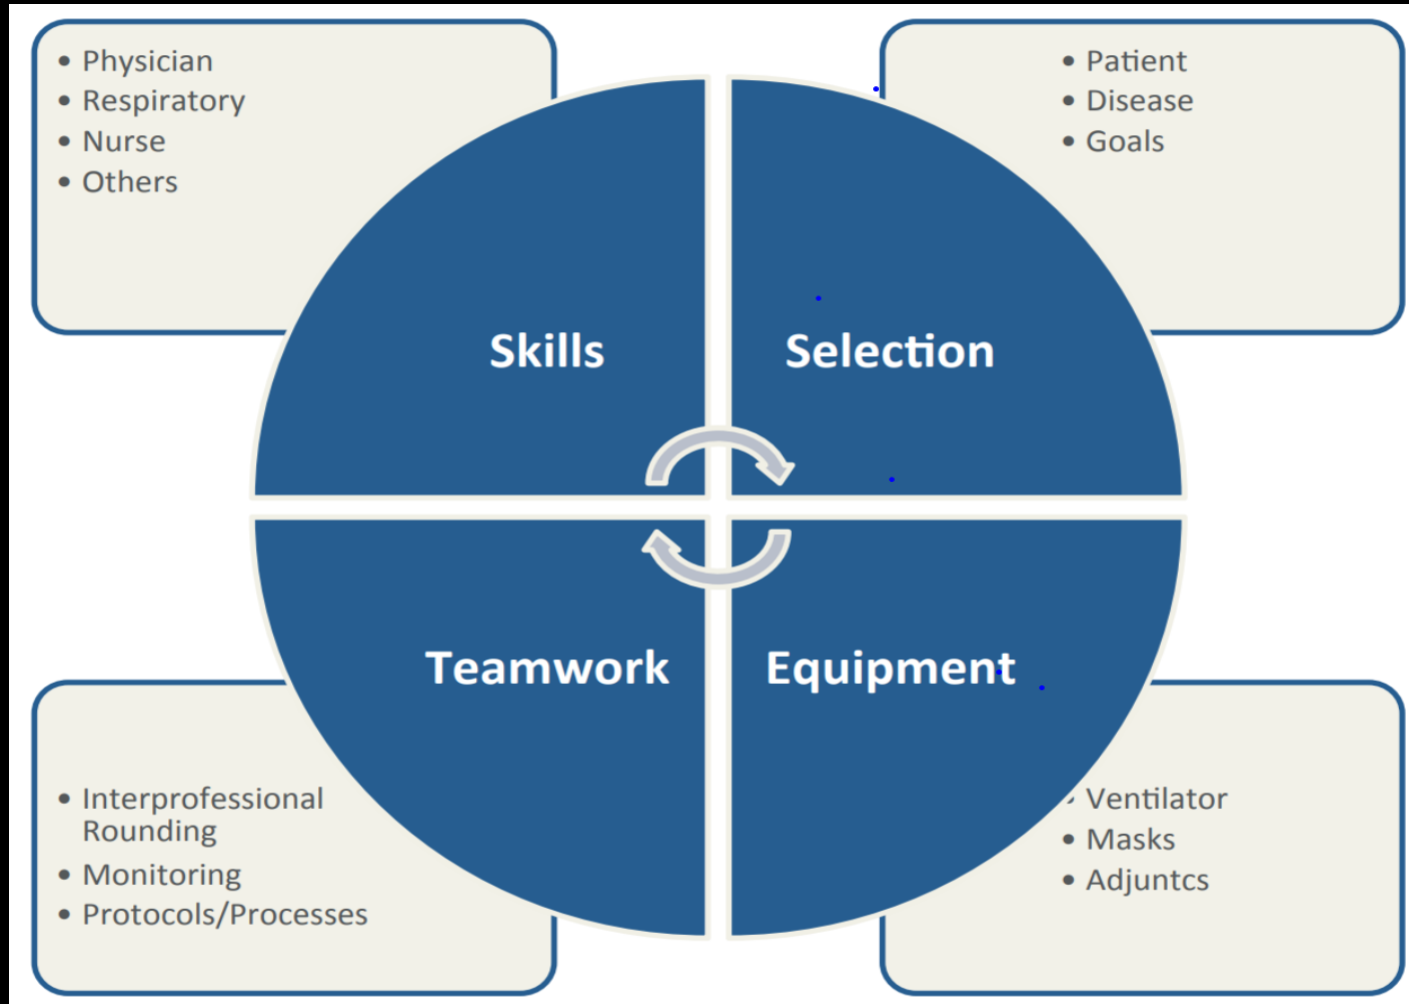 • Physician
• Respiratory
• Nurse
• Others
• Patient
• Disease
• Goals
Skills
Selection
Teamwork
Equipment
• Interprofessional
Rounding
• Monitoring
• Protocols/Processes
• Ventilator
• Masks
• Adjuntcs